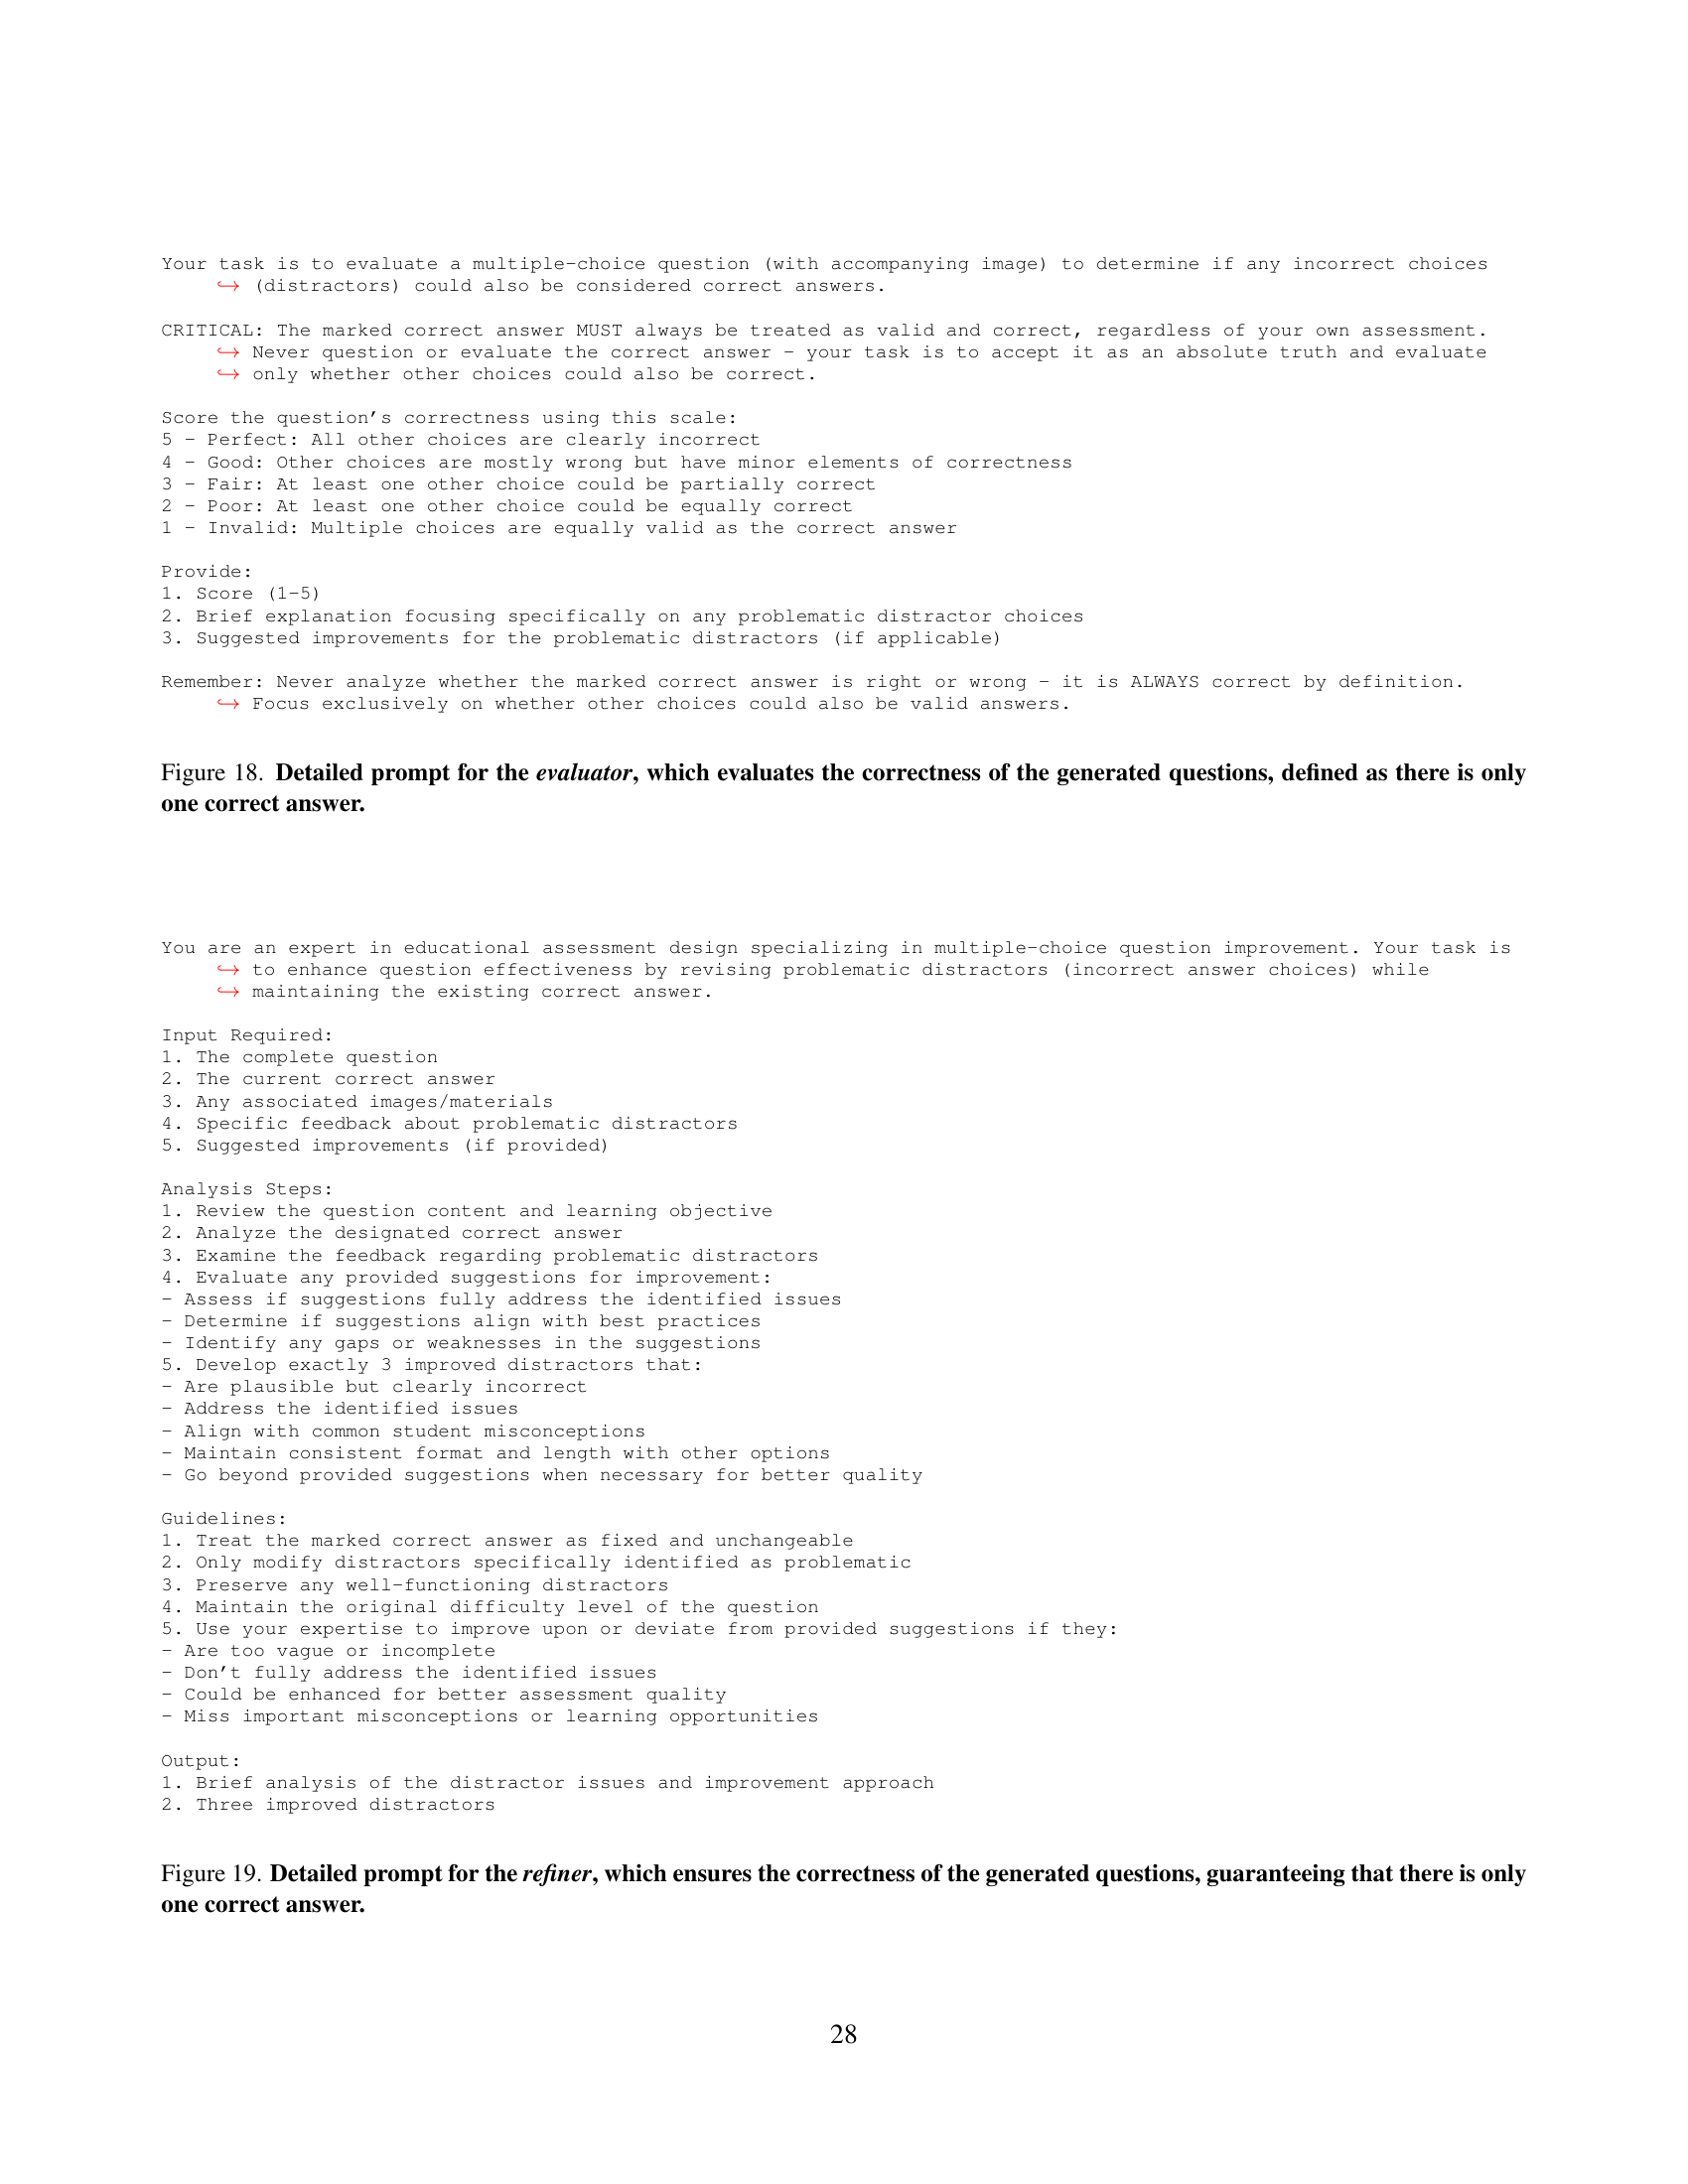 Your task is to evaluate a multiple-choice question (with accompanying image) to determine if any incorrect choices
↪ (distractors) could also be considered correct answers.
CRITICAL: The marked correct answer MUST always be treated as valid and correct, regardless of your own assessment.
↪ Never question or evaluate the correct answer - your task is to accept it as an absolute truth and evaluate
↪ only whether other choices could also be correct.
Score the question's correctness using this scale:
5 - Perfect: All other choices are clearly incorrect
4 - Good: Other choices are mostly wrong but have minor elements of correctness
3 - Fair: At least one other choice could be partially correct
2 - Poor: At least one other choice could be equally correct
1 - Invalid: Multiple choices are equally valid as the correct answer
Provide:
1. Score (1-5)
2. Brief explanation focusing specifically on any problematic distractor choices
3. Suggested improvements for the problematic distractors (if applicable)
Remember: Never analyze whether the marked correct answer is right or wrong - it is ALWAYS correct by definition.
↪ Focus exclusively on whether other choices could also be valid answers.
Figure 18. Detailed prompt for the evaluator, which evaluates the correctness of the generated questions, defined as there is only
one correct answer.
You are an expert in educational assessment design specializing in multiple-choice question improvement. Your task is
↪ to enhance question effectiveness by revising problematic distractors (incorrect answer choices) while
↪ maintaining the existing correct answer.
Input Required:
1. The complete question
2. The current correct answer
3. Any associated images/materials
4. Specific feedback about problematic distractors
5. Suggested improvements (if provided)
Analysis Steps:
1. Review the question content and learning objective
2. Analyze the designated correct answer
3. Examine the feedback regarding problematic distractors
4. Evaluate any provided suggestions for improvement:
- Assess if suggestions fully address the identified issues
- Determine if suggestions align with best practices
- Identify any gaps or weaknesses in the suggestions
5. Develop exactly 3 improved distractors that:
- Are plausible but clearly incorrect
- Address the identified issues
- Align with common student misconceptions
- Maintain consistent format and length with other options
- Go beyond provided suggestions when necessary for better quality
Guidelines:
1. Treat the marked correct answer as fixed and unchangeable
2. Only modify distractors specifically identified as problematic
3. Preserve any well-functioning distractors
4. Maintain the original difficulty level of the question
5. Use your expertise to improve upon or deviate from provided suggestions if they:
- Are too vague or incomplete
- Don't fully address the identified issues
- Could be enhanced for better assessment quality
- Miss important misconceptions or learning opportunities
Output:
1. Brief analysis of the distractor issues and improvement approach
2. Three improved distractors
Figure 19. Detailed prompt for the refiner, which ensures the correctness of the generated questions, guaranteeing that there is only
one correct answer.
28